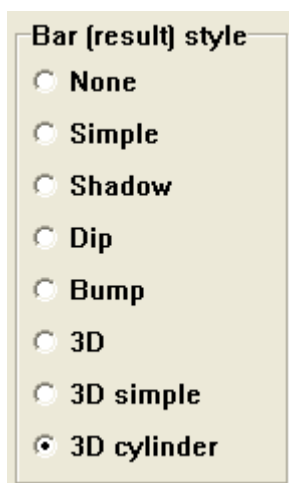 Bar (result) style
None
Simple
Shadow
Dip
Bump
3D
3D simple
3D cylinder